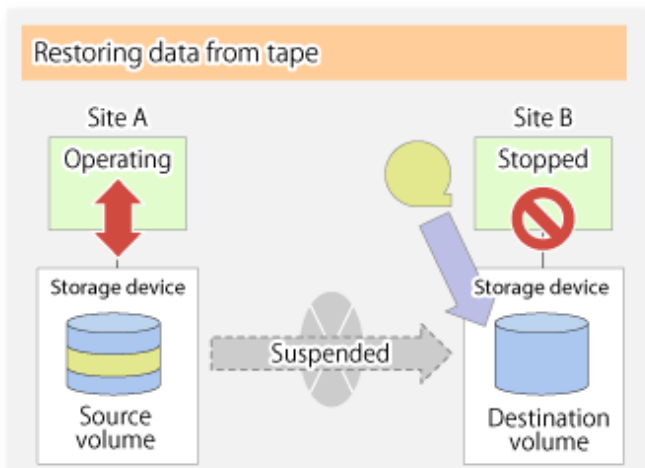 Restoring data from tape
Site A
Site B
Operating
Stopped
Storage device
Storage device
Suspended
Source
volume
Destination
volume